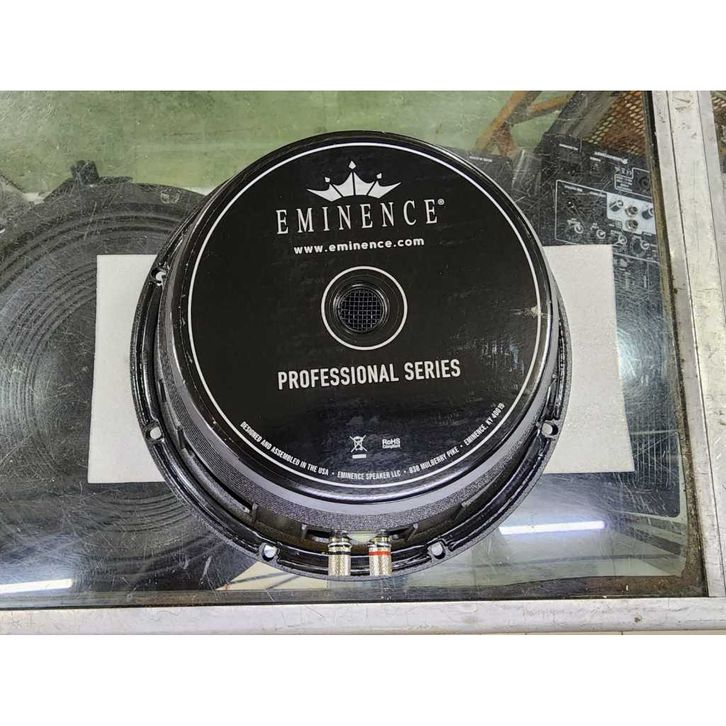 EMINENCE®
www.eminence.com
PROFESSIONAL SERIES
RoHS
Compliant
DESIGNED AND ASSEMBLED IN THE USA • EMINENCE SPEAKER LLC • 838 MULBERRY PIKE • EMINENCE, KY 40019